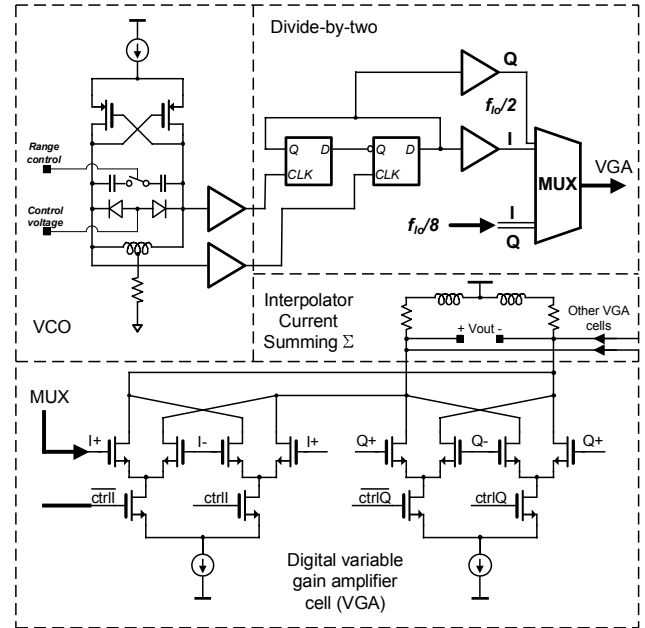 Divide-by-two
Q
f_lo/2
I
Range control
Q D
CLK
Q D
CLK
MUX
VGA
Control voltage
f_lo/8
I
Q
VCO
Interpolator
Current
Summing Σ
+ Vout -
Other VGA
cells
MUX
I+
I-
I+
Q+
Q-
Q+
ctrlI
ctrlI
ctrlQ
ctrlQ
Digital variable
gain amplifier
cell (VGA)